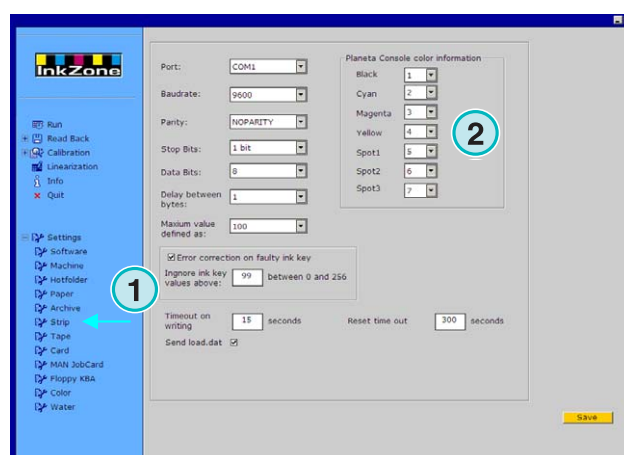 InkZone
Run
Read Back
Calibration
Linearization
Info
Quit
Settings
Software
Machine
Hotfolder
Paper
Archive
Strip
Tape
Card
MAN JobCard
Floppy KBA
Color
Water
1
Port: COM1
Baudrate: 9600
Parity: NOPARITY
Stop Bits: 1 bit
Data Bits: 8
Delay between
bytes: 1
Maxium value
defined as: 100
Error correction on faulty ink key
Ingnore ink key
values above: 99 between 0 and 256
Timeout on
writing 15 seconds
Reset time out 300 seconds
Send load.dat
Planeta Console color information
Black 1
Cyan 2
Magenta 3
Yellow 4
Spot1 5
Spot2 6
Spot3 7
2
Save